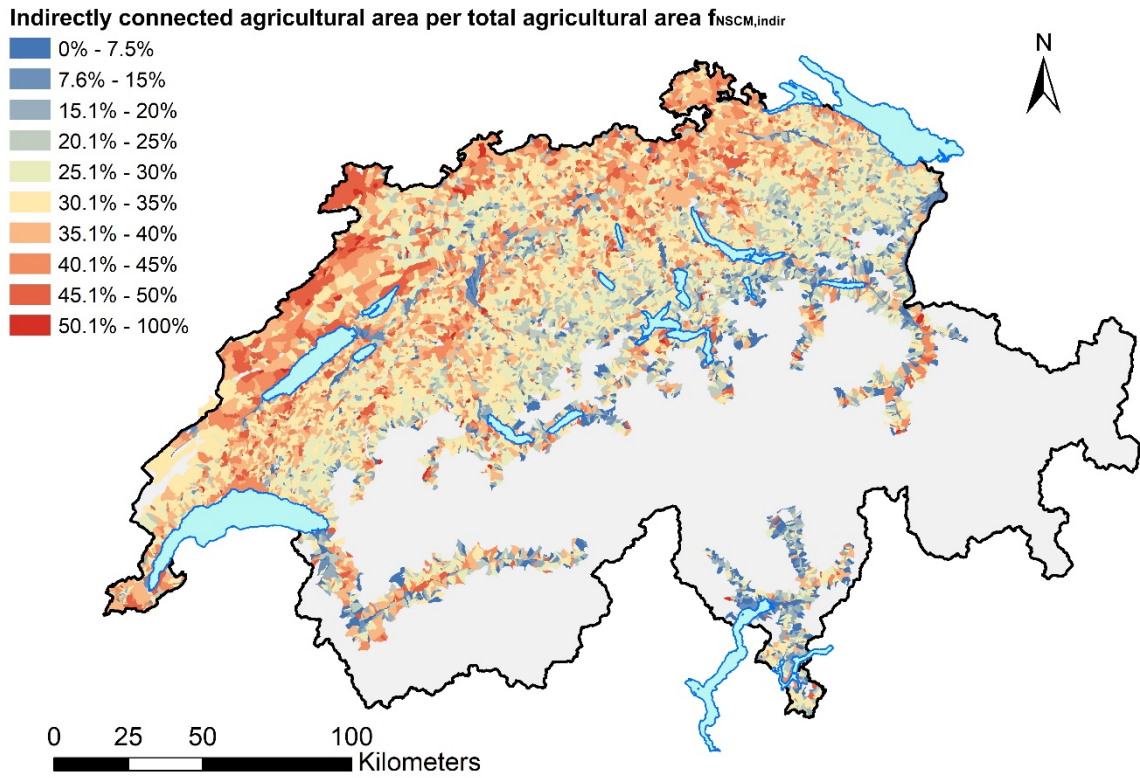 Indirectly connected agricultural area per total agricultural area fNSCM,indir
0% - 7.5%
7.6% - 15%
15.1% - 20%
20.1% - 25%
25.1% - 30%
30.1% - 35%
35.1% - 40%
40.1% - 45%
45.1% - 50%
50.1% - 100%
N
0 25 50 100
Kilometers